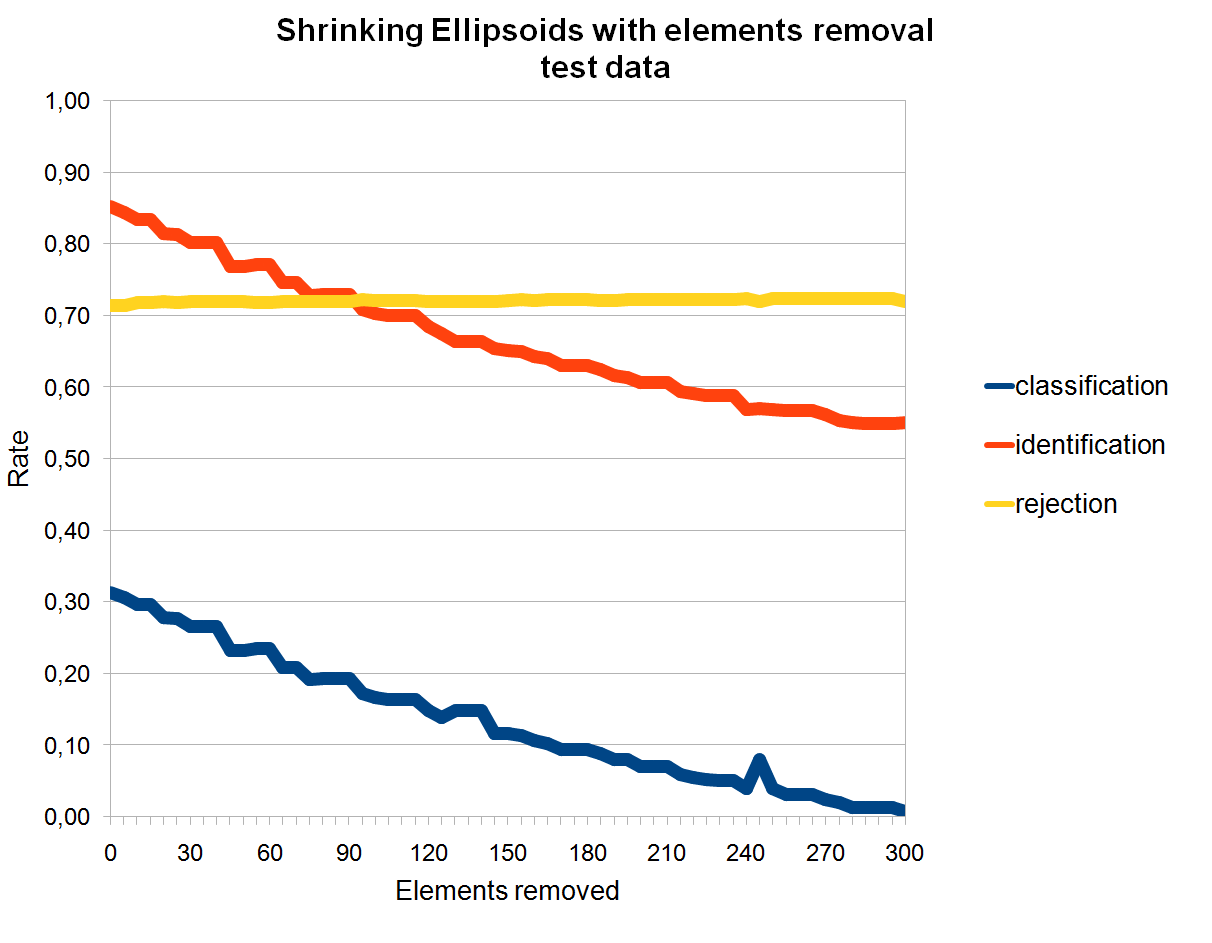 Shrinking Ellipsoids with elements removal
test data
1,00
0,90
0,80
0,70
0,60
0,50
0,40
0,30
0,20
0,10
0,00
Rate
0 30 60 90 120 150 180 210 240 270 300
Elements removed
classification
identification
rejection